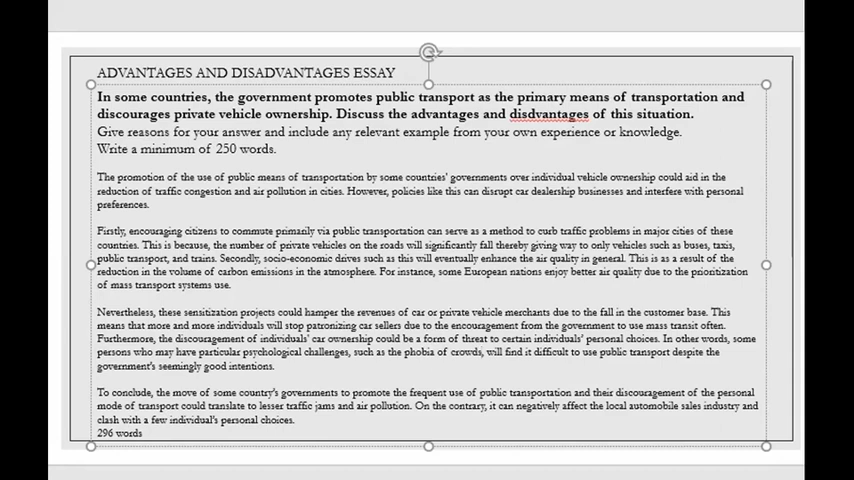 ADVANTAGES AND DISADVANTAGES ESSAY
In some countries, the government promotes public transport as the primary means of transportation and
discourages private vehicle ownership. Discuss the advantages and disdvantages of this situation.
Give reasons for your answer and include any relevant example from your own experience or knowledge.
Write a minimum of 250 words.
The promotion of the use of public means of transportation by some countries' governments over individual vehicle ownership could aid in the
reduction of traffic congestion and air pollution in cities. However, policies like this can disrupt car dealership businesses and interfere with personal
preferences.
Firstly, encouraging citizens to commute primarily via public transportation can serve as a method to curb traffic problems in major cities of these
countries. This is because, the number of private vehicles on the roads will significantly fall thereby giving way to only vehicles such as buses, taxis,
public transport, and trains. Secondly, socio-economic drives such as this will eventually enhance the air quality in general. This is as a result of the
reduction in the volume of carbon emissions in the atmosphere. For instance, some European nations enjoy better air quality due to the prioritization
of mass transport systems use.
Nevertheless, these sensitization projects could hamper the revenues of car or private vehicle merchants due to the fall in the customer base. This
means that more and more individuals will stop patronizing car sellers due to the encouragement from the government to use mass transit often.
Furthermore, the discouragement of individuals' car ownership could be a form of threat to certain individuals' personal choices. In other words, some
persons who may have particular psychological challenges, such as the phobia of crowds, will find it difficult to use public transport despite the
government's seemingly good intentions.
To conclude, the move of some country's governments to promote the frequent use of public transportation and their discouragement of the personal
mode of transport could translate to lesser traffic jams and air pollution. On the contrary, it can negatively affect the local automobile sales industry and
clash with a few individual's personal choices.
296 words